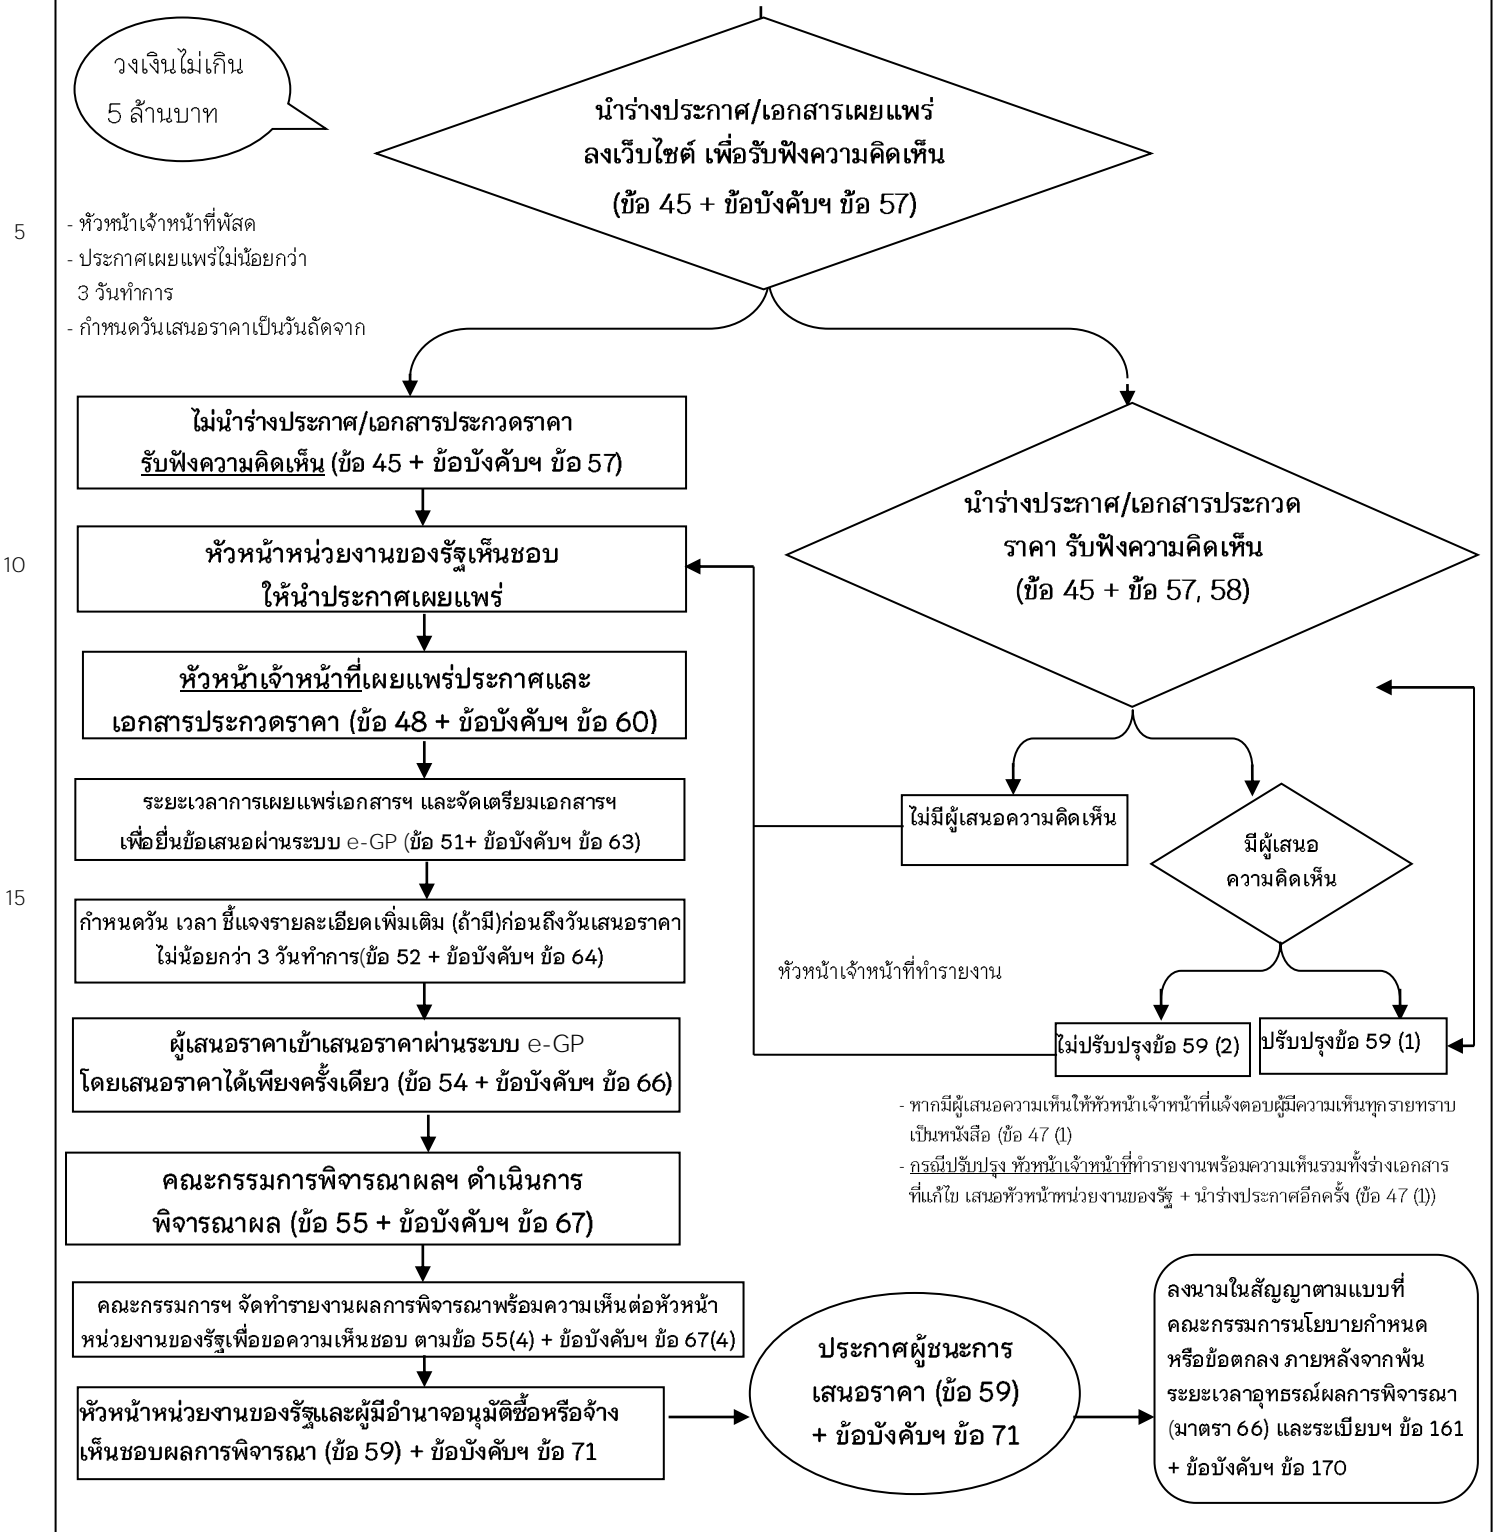 วงเงินไม่เกิน
5 ล้านบาท
นำร่างประกาศ/เอกสารเผยแพร่
ลงเว็บไซต์ เพื่อรับฟังความคิดเห็น
(ข้อ 45 + ข้อบังคับฯ ข้อ 57)
5
- หัวหน้าเจ้าหน้าที่พัสดุ
- ประกาศเผยแพร่ไม่น้อยกว่า
3 วันทำการ
- กำหนดวันเสนอราคาเป็นวันถัดจาก
ไม่นำร่างประกาศ/เอกสารประกวดราคา
รับฟังความคิดเห็น (ข้อ 45 + ข้อบังคับฯ ข้อ 57)
นำร่างประกาศ/เอกสารประกวด
ราคา รับฟังความคิดเห็น
(ข้อ 45 + ข้อ 57, 58)
10
หัวหน้าหน่วยงานของรัฐเห็นชอบ
ให้นำประกาศเผยแพร่
หัวหน้าเจ้าหน้าที่เผยแพร่ประกาศและ
เอกสารประกวดราคา (ข้อ 48 + ข้อบังคับฯ ข้อ 60)
ระยะเวลาการเผยแพร่เอกสารฯ และจัดเตรียมเอกสารฯ
เพื่อยื่นข้อเสนอผ่านระบบ e-GP (ข้อ 51+ ข้อบังคับฯ ข้อ 63)
ไม่มีผู้เสนอความคิดเห็น
มีผู้เสนอ
ความคิดเห็น
15
กำหนดวัน เวลา ชี้แจงรายละเอียดเพิ่มเติม (ถ้ามี)ก่อนถึงวันเสนอราคา
ไม่น้อยกว่า 3 วันทำการ(ข้อ 52 + ข้อบังคับฯ ข้อ 64)
หัวหน้าเจ้าหน้าที่ทำรายงาน
ผู้เสนอราคาเข้าเสนอราคาผ่านระบบ e-GP
โดยเสนอราคาได้เพียงครั้งเดียว (ข้อ 54 + ข้อบังคับฯ ข้อ 66)
ไม่ปรับปรุงข้อ 59 (2)
ปรับปรุงข้อ 59 (1)
- หากมีผู้เสนอความเห็นให้หัวหน้าเจ้าหน้าที่แจ้งตอบผู้มีความเห็นทุกรายทราบ
เป็นหนังสือ (ข้อ 47 (1)
- กรณีปรับปรุง หัวหน้าเจ้าหน้าที่ทำรายงานพร้อมความเห็นรวมทั้งร่างเอกสาร
ที่แก้ไข เสนอหัวหน้าหน่วยงานของรัฐ + นำร่างประกาศอีกครั้ง (ข้อ 47 (1))
คณะกรรมการพิจารณาผลฯ ดำเนินการ
พิจารณาผล (ข้อ 55 + ข้อบังคับฯ ข้อ 67)
คณะกรรมการฯ จัดทำรายงานผลการพิจารณาพร้อมความเห็นต่อหัวหน้า
หน่วยงานของรัฐเพื่อขอความเห็นชอบ ตามข้อ 55(4) + ข้อบังคับฯ ข้อ 67(4)
หัวหน้าหน่วยงานของรัฐและผู้มีอำนาจอนุมัติซื้อหรือจ้าง
เห็นชอบผลการพิจารณา (ข้อ 59) + ข้อบังคับฯ ข้อ 71
ประกาศผู้ชนะการ
เสนอราคา (ข้อ 59)
+ ข้อบังคับฯ ข้อ 71
ลงนามในสัญญาตามแบบที่
คณะกรรมการนโยบายกำหนด
หรือข้อตกลง ภายหลังจากพ้น
ระยะเวลาอุทธรณ์ผลการพิจารณา
(มาตรา 66) และระเบียบฯ ข้อ 161
+ ข้อบังคับฯ ข้อ 170